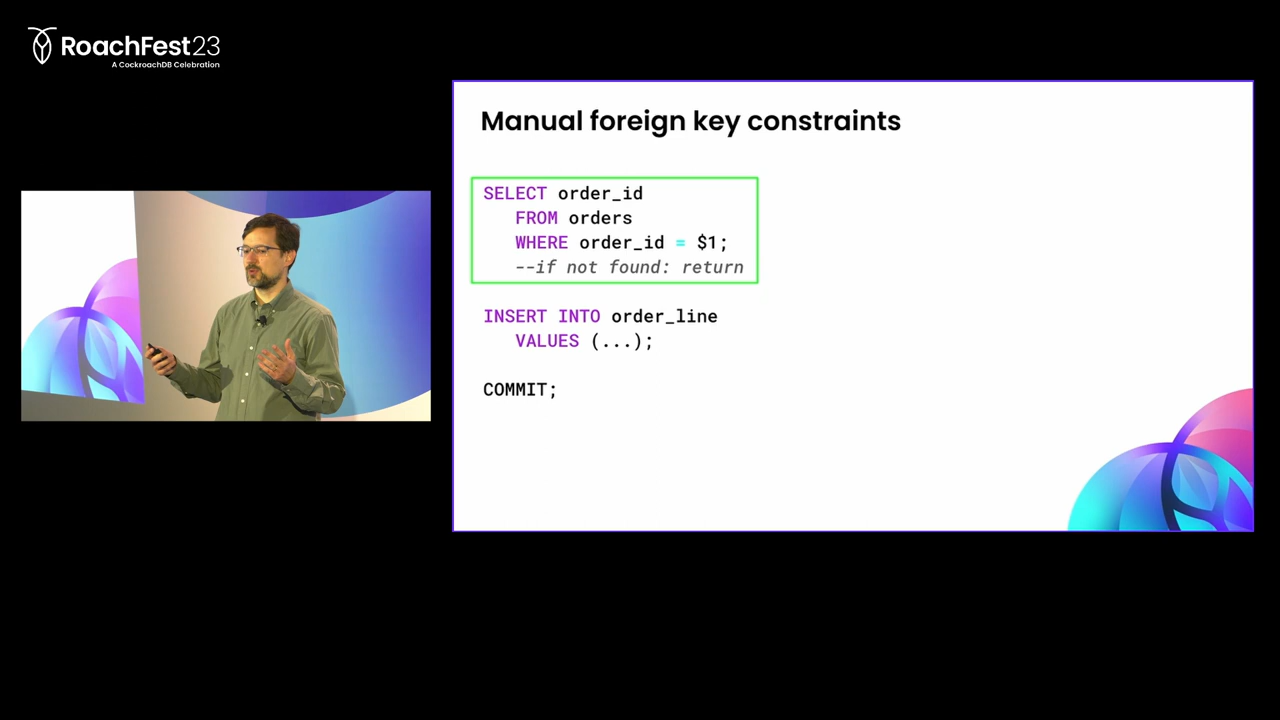 RoachFest23
A CockroachDB Celebration
Manual foreign key constraints
SELECT order_id
FROM orders
WHERE order_id = $1;
--if not found: return
INSERT INTO order_line
VALUES (...);
COMMIT;